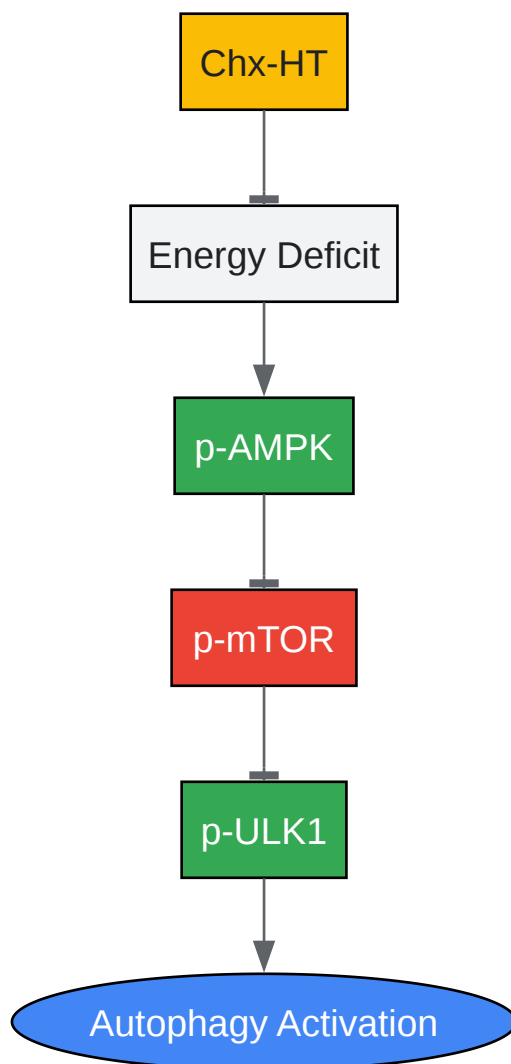 Chx-HT
Energy Deficit
p-AMPK
p-mTOR
p-ULK1
Autophagy Activation